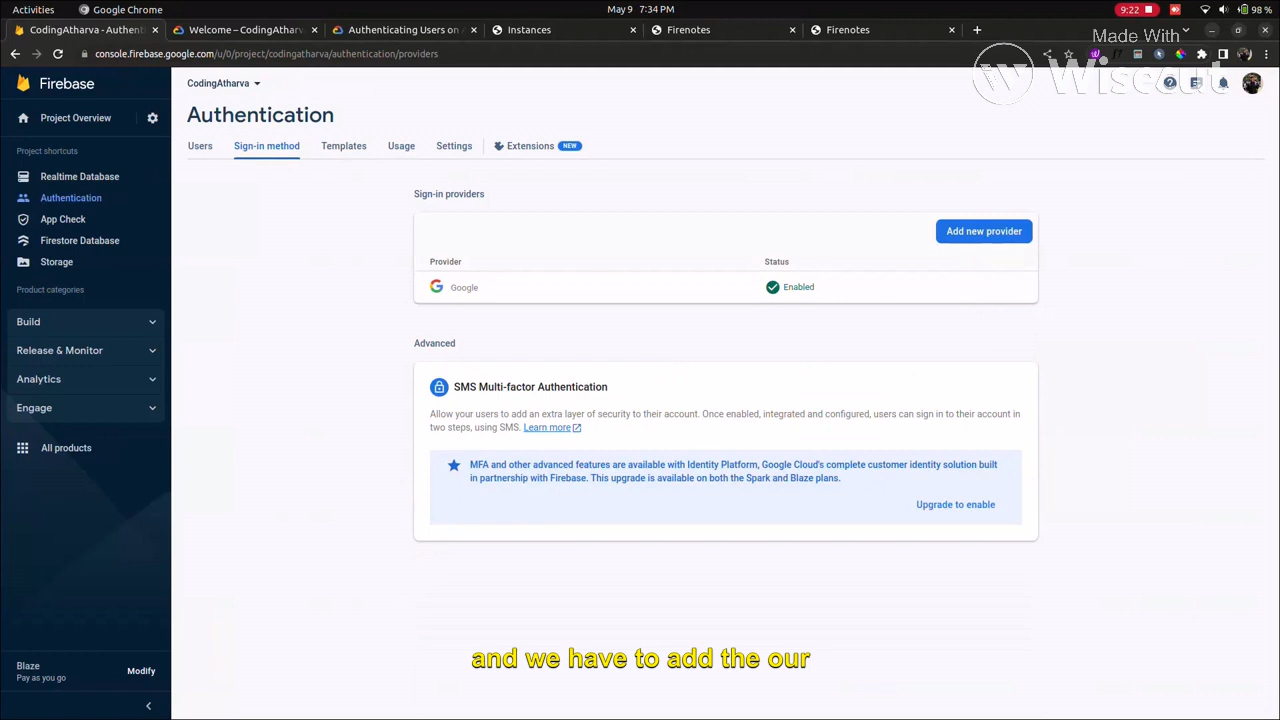 Activities
Google Chrome
May 9 7:34 PM
9:22
98 %
CodingAtharva - Authenti
Welcome – CodingAtharv
Authenticating Users on
Instances
Firenotes
Firenotes
Made With
Wisecut
console.firebase.google.com/u/0/project/codingatharva/authentication/providers
Firebase
Project Overview
Project shortcuts
Realtime Database
Authentication
App Check
Firestore Database
Storage
Product categories
Build
Release & Monitor
Analytics
Engage
All products
Blaze
Pay as you go
Modify
CodingAtharva
Authentication
Users
Sign-in method
Templates
Usage
Settings
Extensions
NEW
Sign-in providers
Add new provider
Provider
Status
Google
Enabled
Advanced
SMS Multi-factor Authentication
Allow your users to add an extra layer of security to their account. Once enabled, integrated and configured, users can sign in to their account in
two steps, using SMS. Learn more
MFA and other advanced features are available with Identity Platform, Google Cloud's complete customer identity solution built
in partnership with Firebase. This upgrade is available on both the Spark and Blaze plans.
Upgrade to enable
and we have to add the our